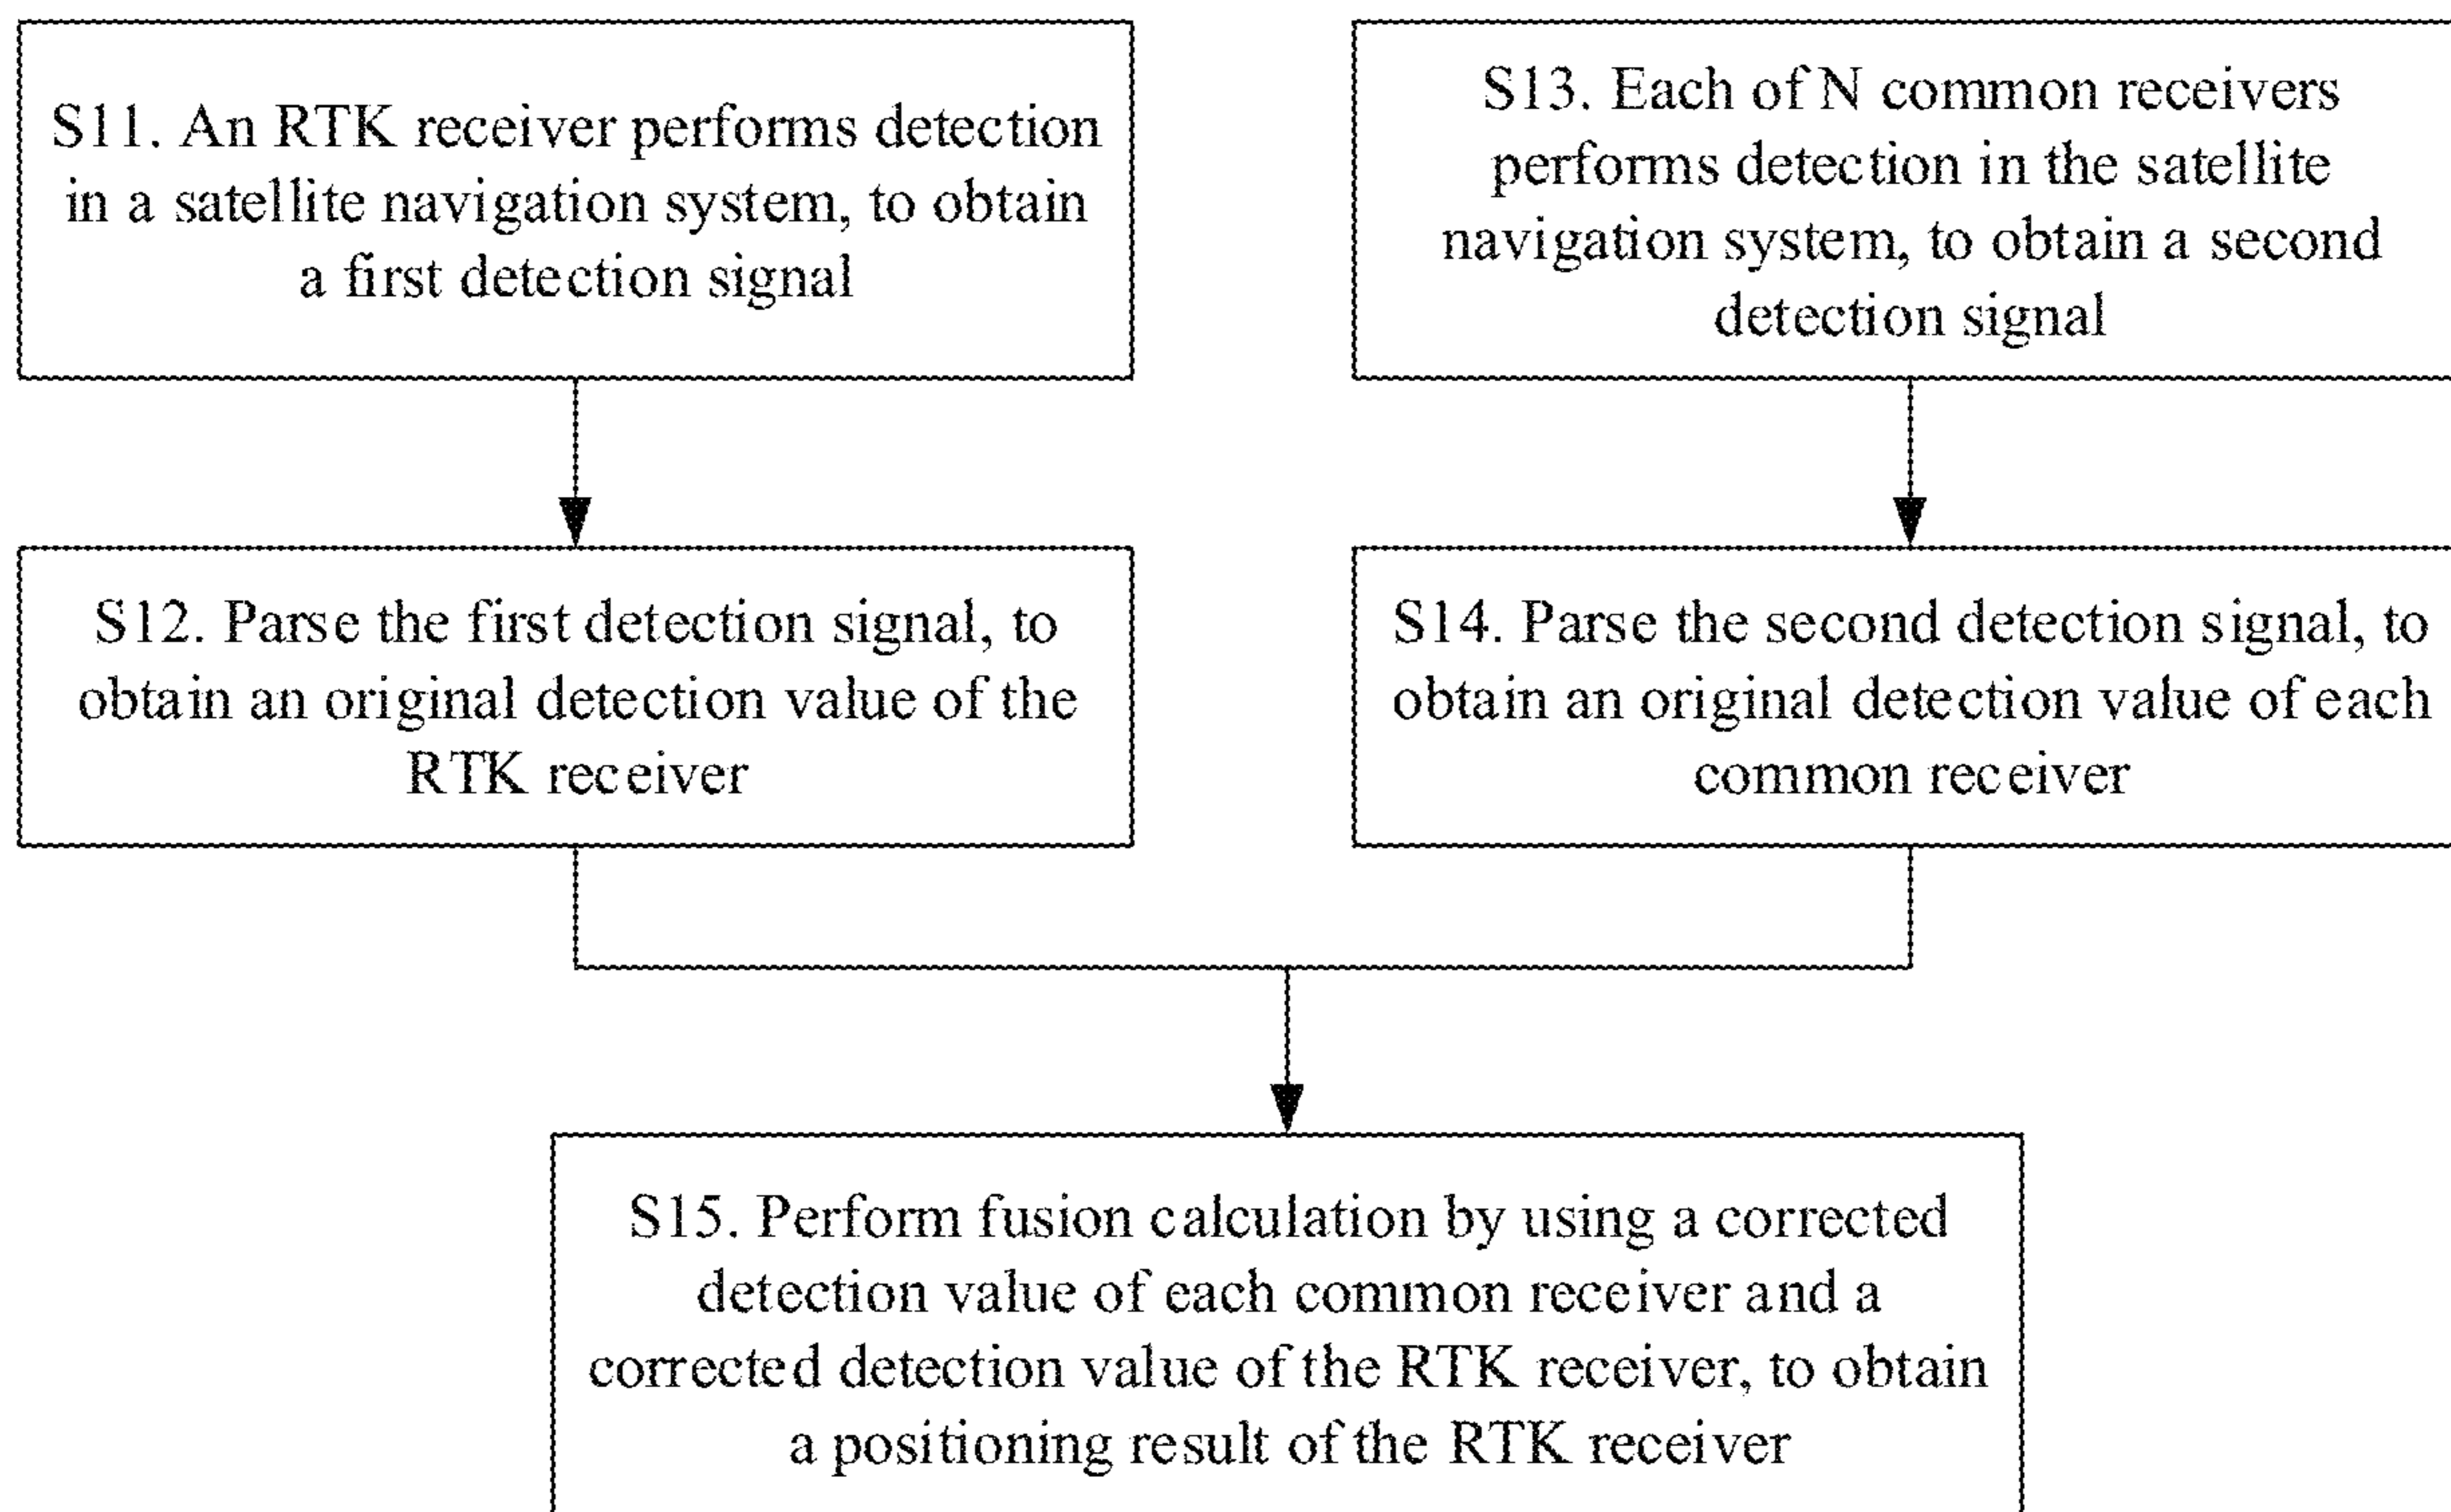 S11. An RTK receiver performs detection
in a satellite navigation system, to obtain
a first detection signal
S13. Each of N common receivers
performs detection in the satellite
navigation system, to obtain a second
detection signal
S12. Parse the first detection signal, to
obtain an original detection value of the
RTK receiver
S14. Parse the second detection signal, to
obtain an original detection value of each
common receiver
S15. Perform fusion calculation by using a corrected
detection value of each common receiver and a
corrected detection value of the RTK receiver, to obtain
a positioning result of the RTK receiver